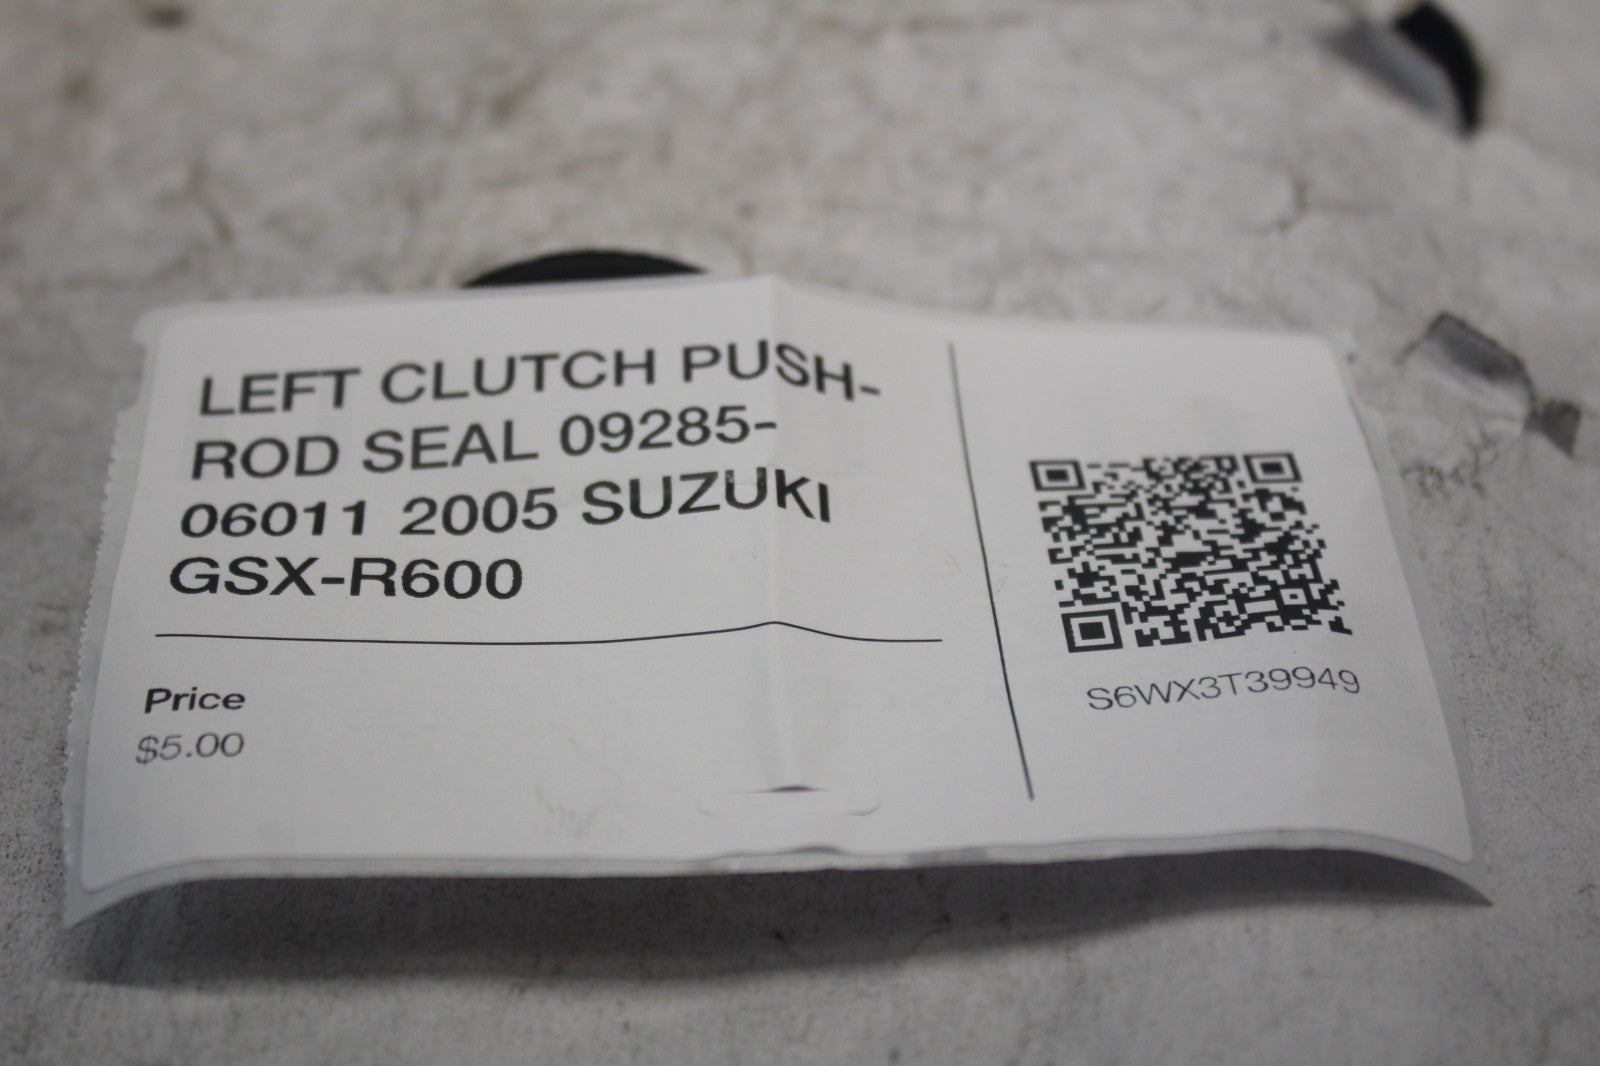 LEFT CLUTCH PUSH-
ROD SEAL 09285-
06011 2005 SUZUKI
GSX-R600
Price
$5.00
S6WX3T39949